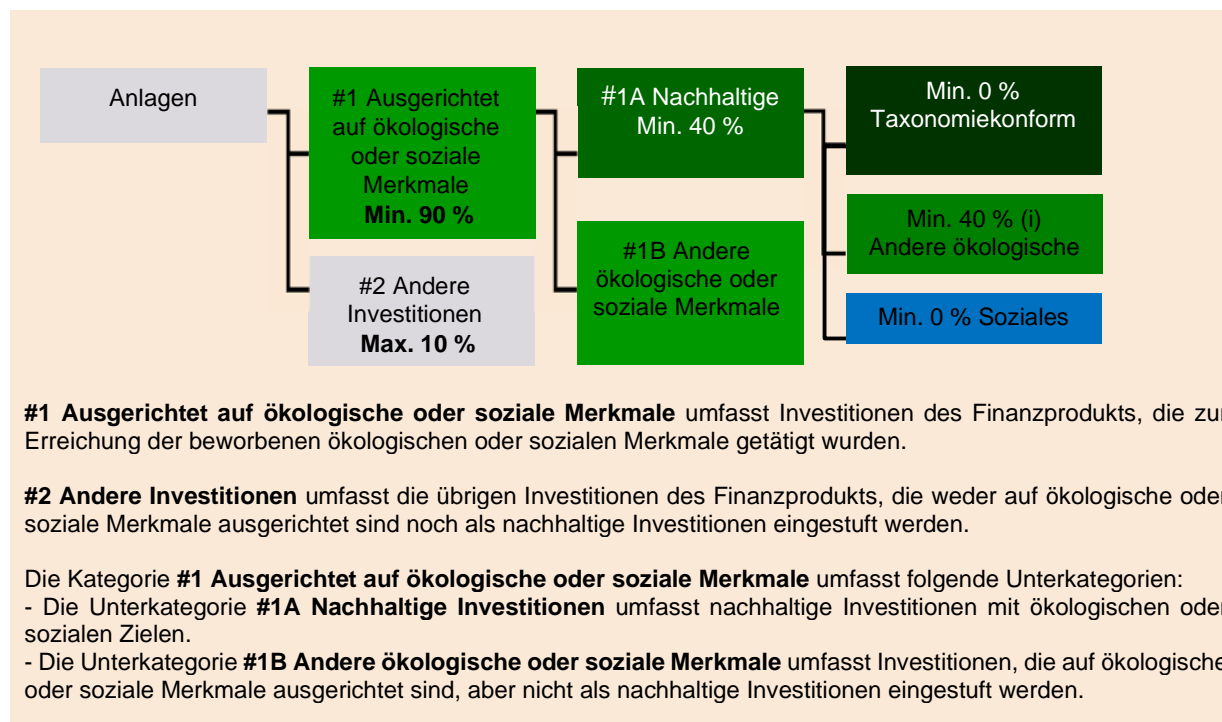 Anlagen
#1 Ausgerichtet
auf ökologische
oder soziale
Merkmale
Min. 90 %
#2 Andere
Investitionen
Max. 10 %
#1A Nachhaltige
Min. 40 %
#1B Andere
ökologische oder
soziale Merkmale
Min. 0 %
Taxonomiekonform
Min. 40 % (i)
Andere ökologische
Min. 0 % Soziales
#1 Ausgerichtet auf ökologische oder soziale Merkmale umfasst Investitionen des Finanzprodukts, die zur
Erreichung der beworbenen ökologischen oder sozialen Merkmale getätigt wurden.
#2 Andere Investitionen umfasst die übrigen Investitionen des Finanzprodukts, die weder auf ökologische oder
soziale Merkmale ausgerichtet sind noch als nachhaltige Investitionen eingestuft werden.
Die Kategorie #1 Ausgerichtet auf ökologische oder soziale Merkmale umfasst folgende Unterkategorien:
- Die Unterkategorie #1A Nachhaltige Investitionen umfasst nachhaltige Investitionen mit ökologischen oder
sozialen Zielen.
- Die Unterkategorie #1B Andere ökologische oder soziale Merkmale umfasst Investitionen, die auf ökologische
oder soziale Merkmale ausgerichtet sind, aber nicht als nachhaltige Investitionen eingestuft werden.